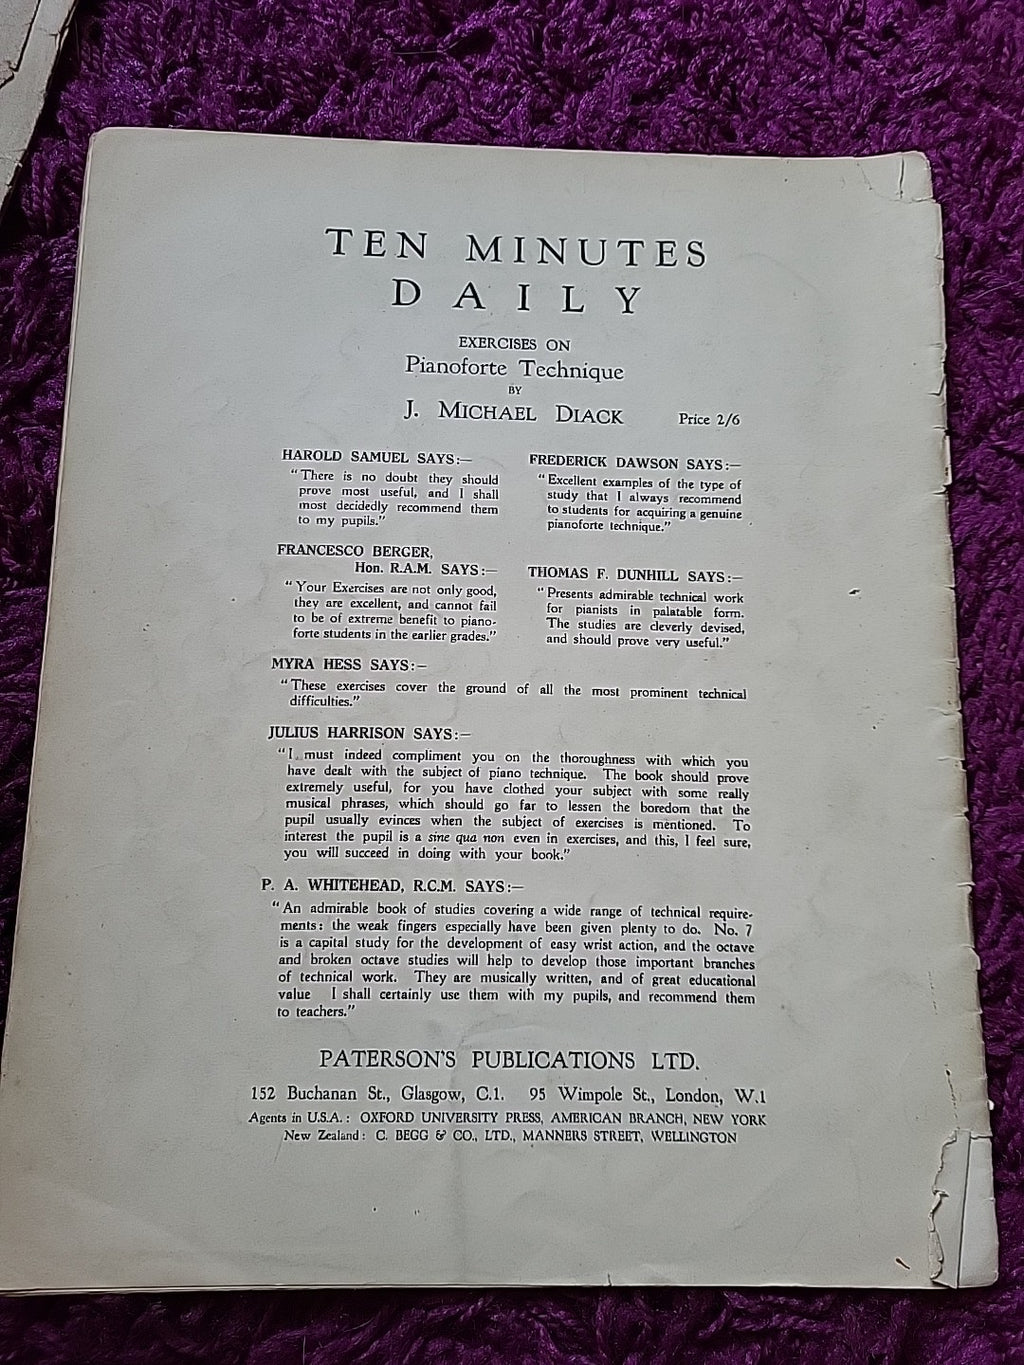 TEN MINUTES
DAILY
EXERCISES ON
Pianoforte Technique
BY
J. MICHAEL DIACK Price 2/6
HAROLD SAMUEL SAYS:—
"There is no doubt they should
prove most useful, and I shall
most decidedly recommend them
to my pupils."
FREDERICK DAWSON SAYS:—
"Excellent examples of the type of
study that I always recommend
to students for acquiring a genuine
pianoforte technique."
FRANCESCO BERGER,
Hon. R.A.M. SAYS:—
"Your Exercises are not only good,
they are excellent, and cannot fail
to be of extreme benefit to piano-
forte students in the earlier grades."
THOMAS F. DUNHILL SAYS:—
"Presents admirable technical work
for pianists in palatable form.
The studies are cleverly devised,
and should prove very useful."
MYRA HESS SAYS:—
"These exercises cover the ground of all the most prominent technical
difficulties."
JULIUS HARRISON SAYS:—
"I must indeed compliment you on the thoroughness with which you
have dealt with the subject of piano technique. The book should prove
extremely useful, for you have clothed your subject with some really
musical phrases, which should go far to lessen the boredom that the
pupil usually evinces when the subject of exercises is mentioned. To
interest the pupil is a sine qua non even in exercises, and this, I feel sure,
you will succeed in doing with your book."
P. A. WHITEHEAD, R.C.M. SAYS:—
"An admirable book of studies covering a wide range of technical require-
ments: the weak fingers especially have been given plenty to do. No. 7
is a capital study for the development of easy wrist action, and the octave
and broken octave studies will help to develop those important branches
of technical work. They are musically written, and of great educational
value I shall certainly use them with my pupils, and recommend them
to teachers."
PATERSON'S PUBLICATIONS LTD.
152 Buchanan St., Glasgow, C.1. 95 Wimpole St., London, W.1
Agents in U.S.A.: OXFORD UNIVERSITY PRESS, AMERICAN BRANCH, NEW YORK
New Zealand: C. BEGG & CO., LTD., MANNERS STREET, WELLINGTON